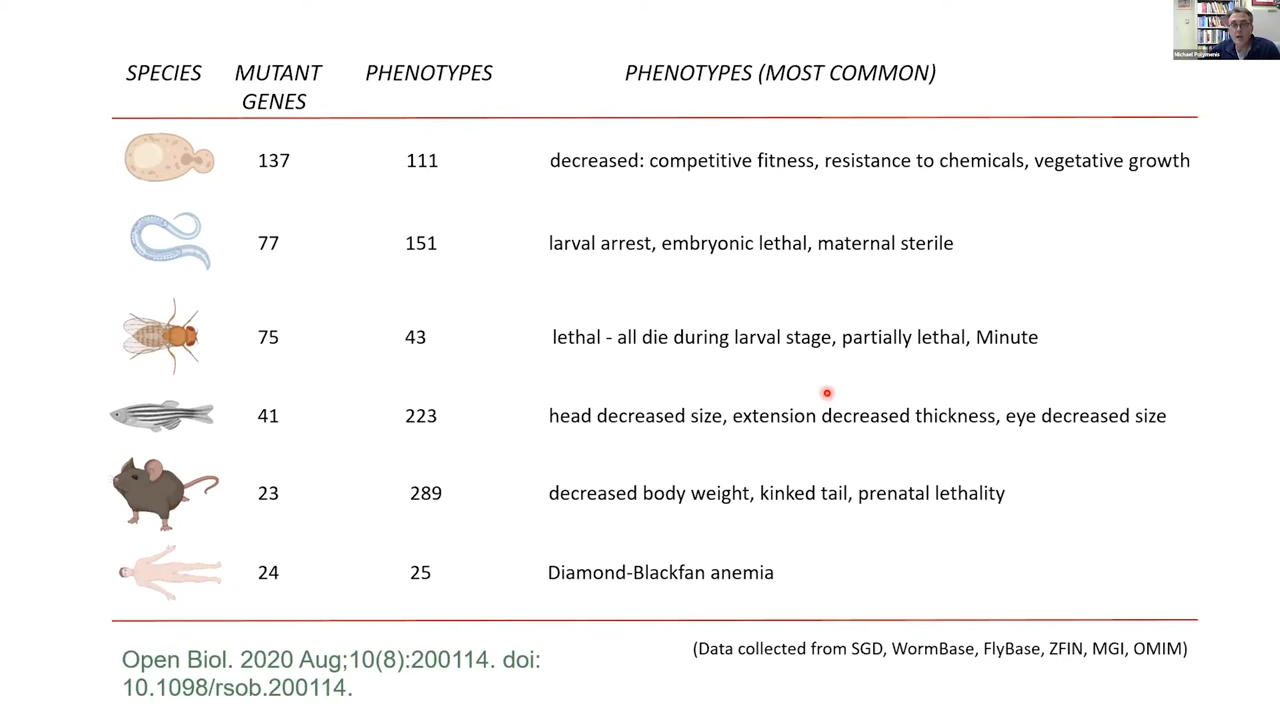 Michael Polymenis
SPECIES MUTANT GENES PHENOTYPES PHENOTYPES (MOST COMMON)
137 111 decreased: competitive fitness, resistance to chemicals, vegetative growth
77 151 larval arrest, embryonic lethal, maternal sterile
75 43 lethal - all die during larval stage, partially lethal, Minute
41 223 head decreased size, extension decreased thickness, eye decreased size
23 289 decreased body weight, kinked tail, prenatal lethality
24 25 Diamond-Blackfan anemia
(Data collected from SGD, WormBase, FlyBase, ZFIN, MGI, OMIM)
Open Biol. 2020 Aug;10(8):200114. doi:
10.1098/rsob.200114.